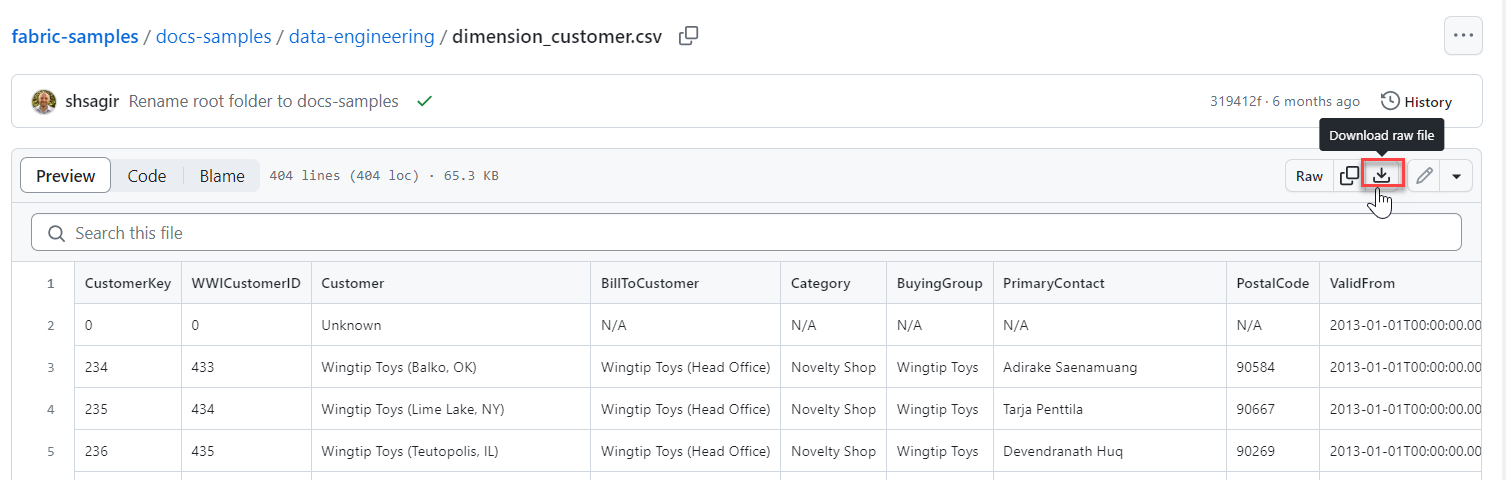 fabric-samples / docs-samples / data-engineering / dimension_customer.csv
shsagir Rename root folder to docs-samples 319412f · 6 months ago History
Download raw file
Preview Code Blame 404 lines (404 loc) · 65.3 KB Raw
Search this file
1 CustomerKey WWICustomerID Customer BillToCustomer Category BuyingGroup PrimaryContact PostalCode ValidFrom
2 0 0 Unknown N/A N/A N/A N/A N/A 2013-01-01T00:00:00.00
3 234 433 Wingtip Toys (Balko, OK) Wingtip Toys (Head Office) Novelty Shop Wingtip Toys Adirake Saenamuang 90584 2013-01-01T00:00:00.00
4 235 434 Wingtip Toys (Lime Lake, NY) Wingtip Toys (Head Office) Novelty Shop Wingtip Toys Tarja Penttila 90667 2013-01-01T00:00:00.00
5 236 435 Wingtip Toys (Teutopolis, IL) Wingtip Toys (Head Office) Novelty Shop Wingtip Toys Devendranath Huq 90269 2013-01-01T00:00:00.00